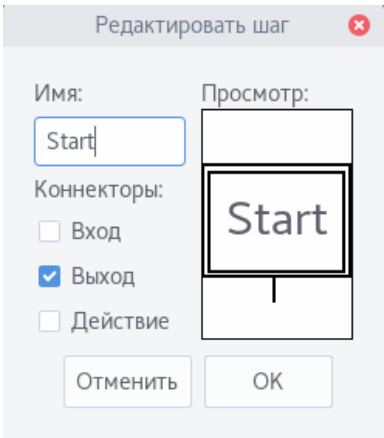 Редактировать шаг
Имя:
Просмотр:
Start
Start
Коннекторы:
Вход
Выход
Действие
Отменить
OK